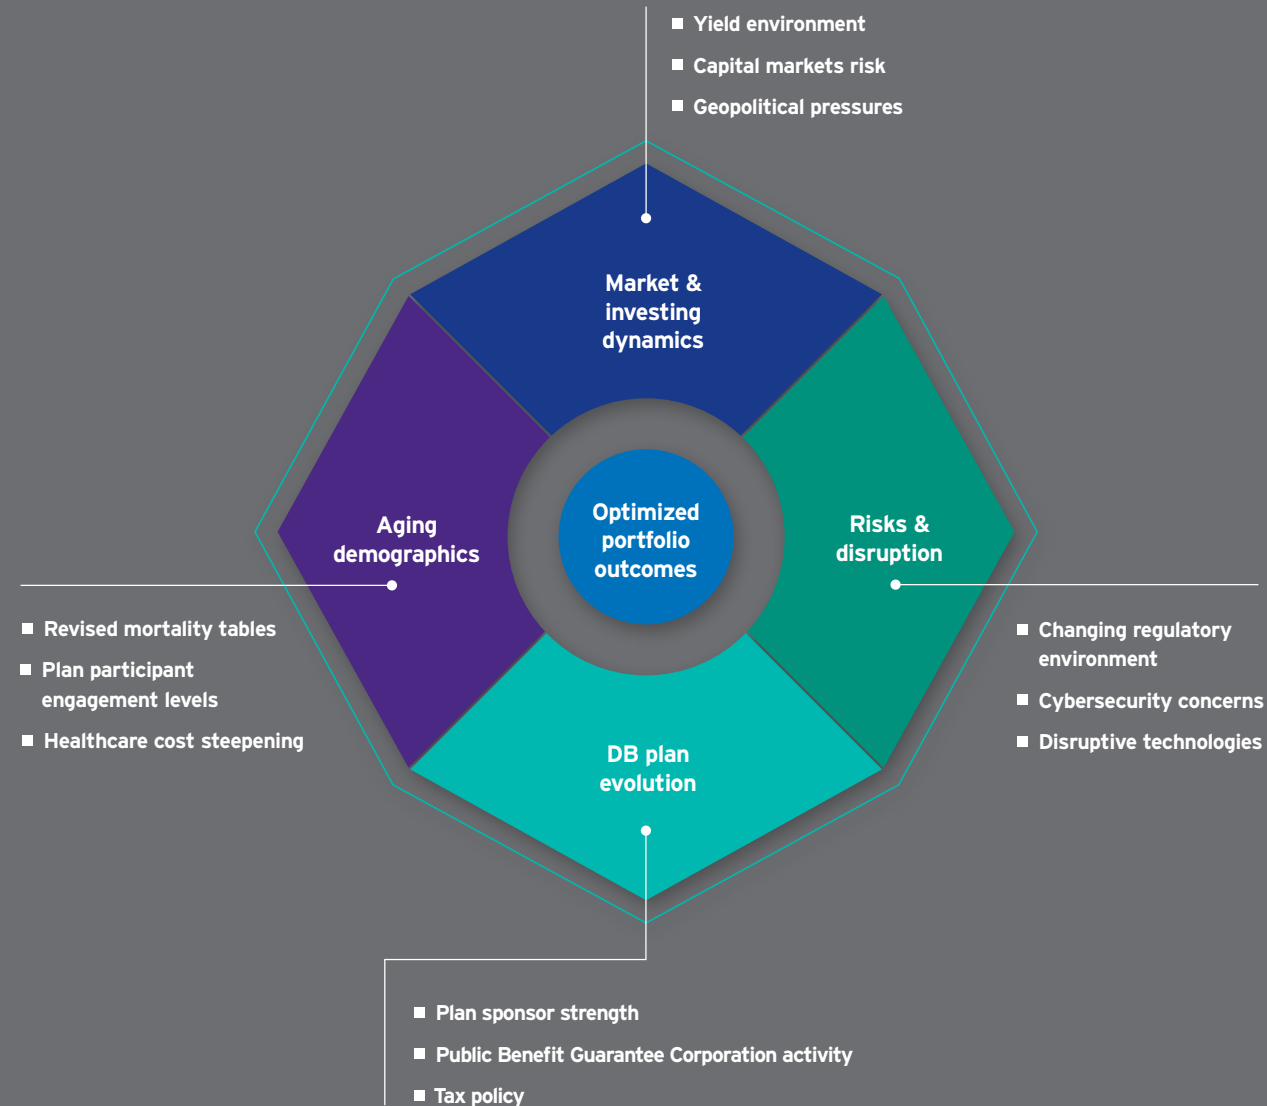 Yield environment
Capital markets risk
Geopolitical pressures
Market &
investing
dynamics
Aging
demographics
Optimized
portfolio
outcomes
Risks &
disruption
Revised mortality tables
Plan participant
engagement levels
Healthcare cost steepening
Changing regulatory
environment
Cybersecurity concerns
Disruptive technologies
DB plan
evolution
Plan sponsor strength
Public Benefit Guarantee Corporation activity
Tax policy